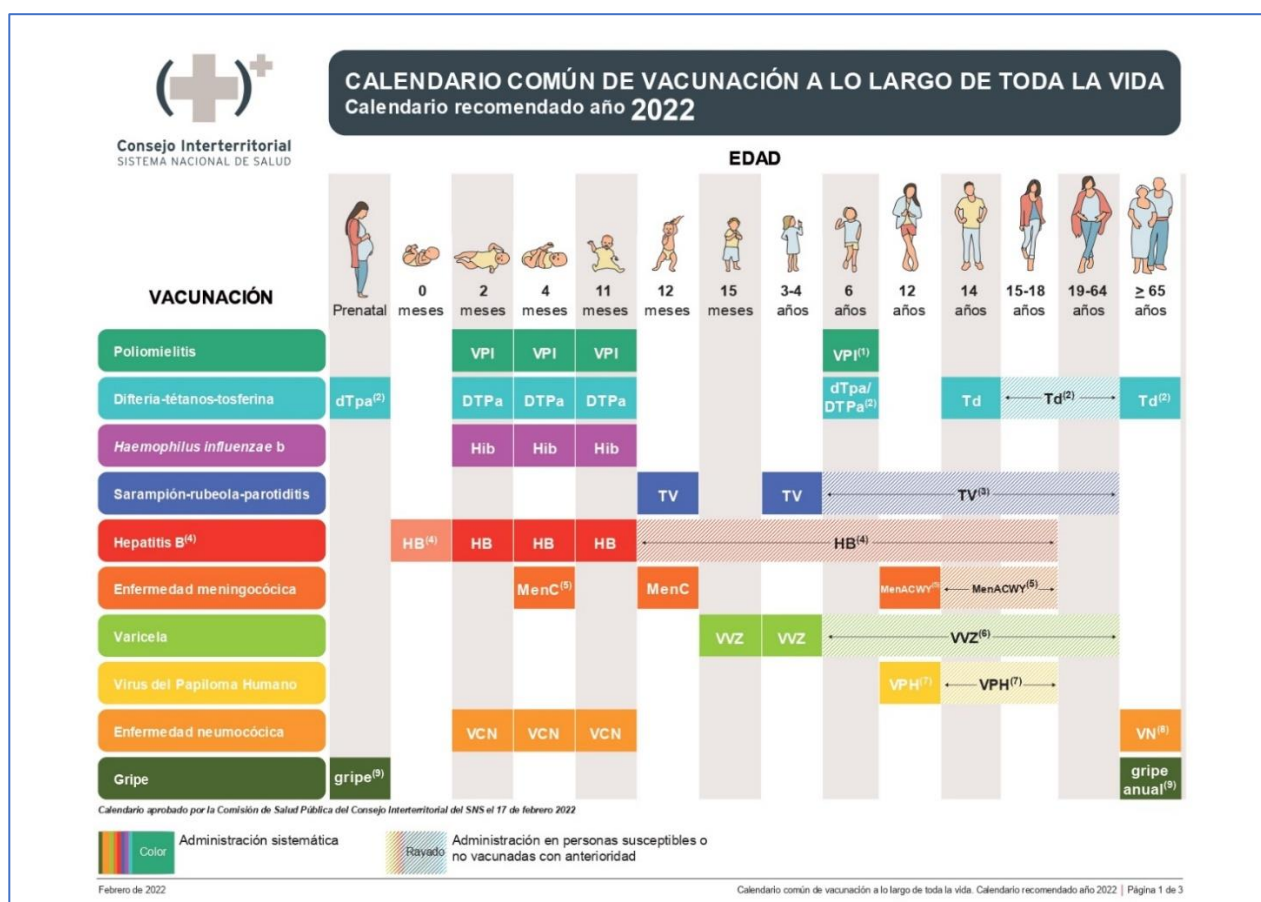 CALENDARIO COMÚN DE VACUNACIÓN A LO LARGO DE TODA LA VIDA
Calendario recomendado año 2022
Consejo Interterritorial
SISTEMA NACIONAL DE SALUD
EDAD
VACUNACIÓN
Prenatal
0 meses
2 meses
4 meses
11 meses
12 meses
15 meses
3-4 años
6 años
12 años
14 años
15-18 años
19-64 años
≥ 65 años
Poliomielitis VPI VPI VPI VPI(1)
Difteria-tétanos-tosferina dTpa(2) DTPa DTPa DTPa dTpa/DTPa(2) Td Td(2) Td(2)
Haemophilus influenzae b Hib Hib Hib
Sarampión-rubeola-parotiditis TV TV TV(3)
Hepatitis B(4) HB(4) HB HB HB HB(4)
Enfermedad meningocócica MenC(5) MenC MenACWY(5) MenACWY(5)
Varicela VVZ VVZ VVZ(6)
Virus del Papiloma Humano VPH(7) VPH(7)
Enfermedad neumocócica VCN VCN VCN VN(8)
Gripe gripe(9) gripe anual(9)
Calendario aprobado por la Comisión de Salud Pública del Consejo Interterritorial del SNS el 17 de febrero 2022
Color Administración sistemática
Rayado Administración en personas susceptibles o
no vacunadas con anterioridad
Febrero de 2022
Calendario común de vacunación a lo largo de toda la vida. Calendario recomendado año 2022 | Página 1 de 3